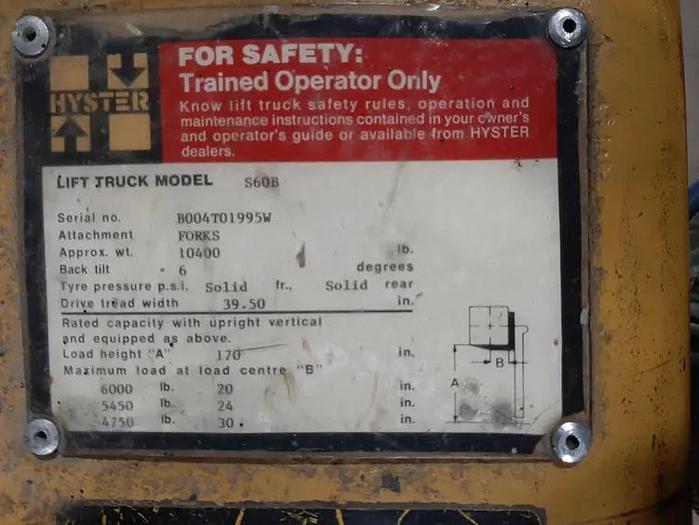 HYSTER
FOR SAFETY:
Trained Operator Only
Know lift truck safety rules, operation and
maintenance instructions contained in your owner's
and operator's guide or available from HYSTER
dealers.
LIFT TRUCK MODEL S60B
Serial no. B004T01995W
Attachment FORKS
Approx. wt. 10400 lb.
Back tilt 6 degrees
Tyre pressure p.s.i. Solid fr., Solid rear
Drive tread width 39.50 in.
Rated capacity with upright vertical
and equipped as above.
Load height "A" 170 in.
Maximum load at load centre "B"
6000 lb. 20 in.
5450 lb. 24 in.
4750 lb. 30 in.
B
A